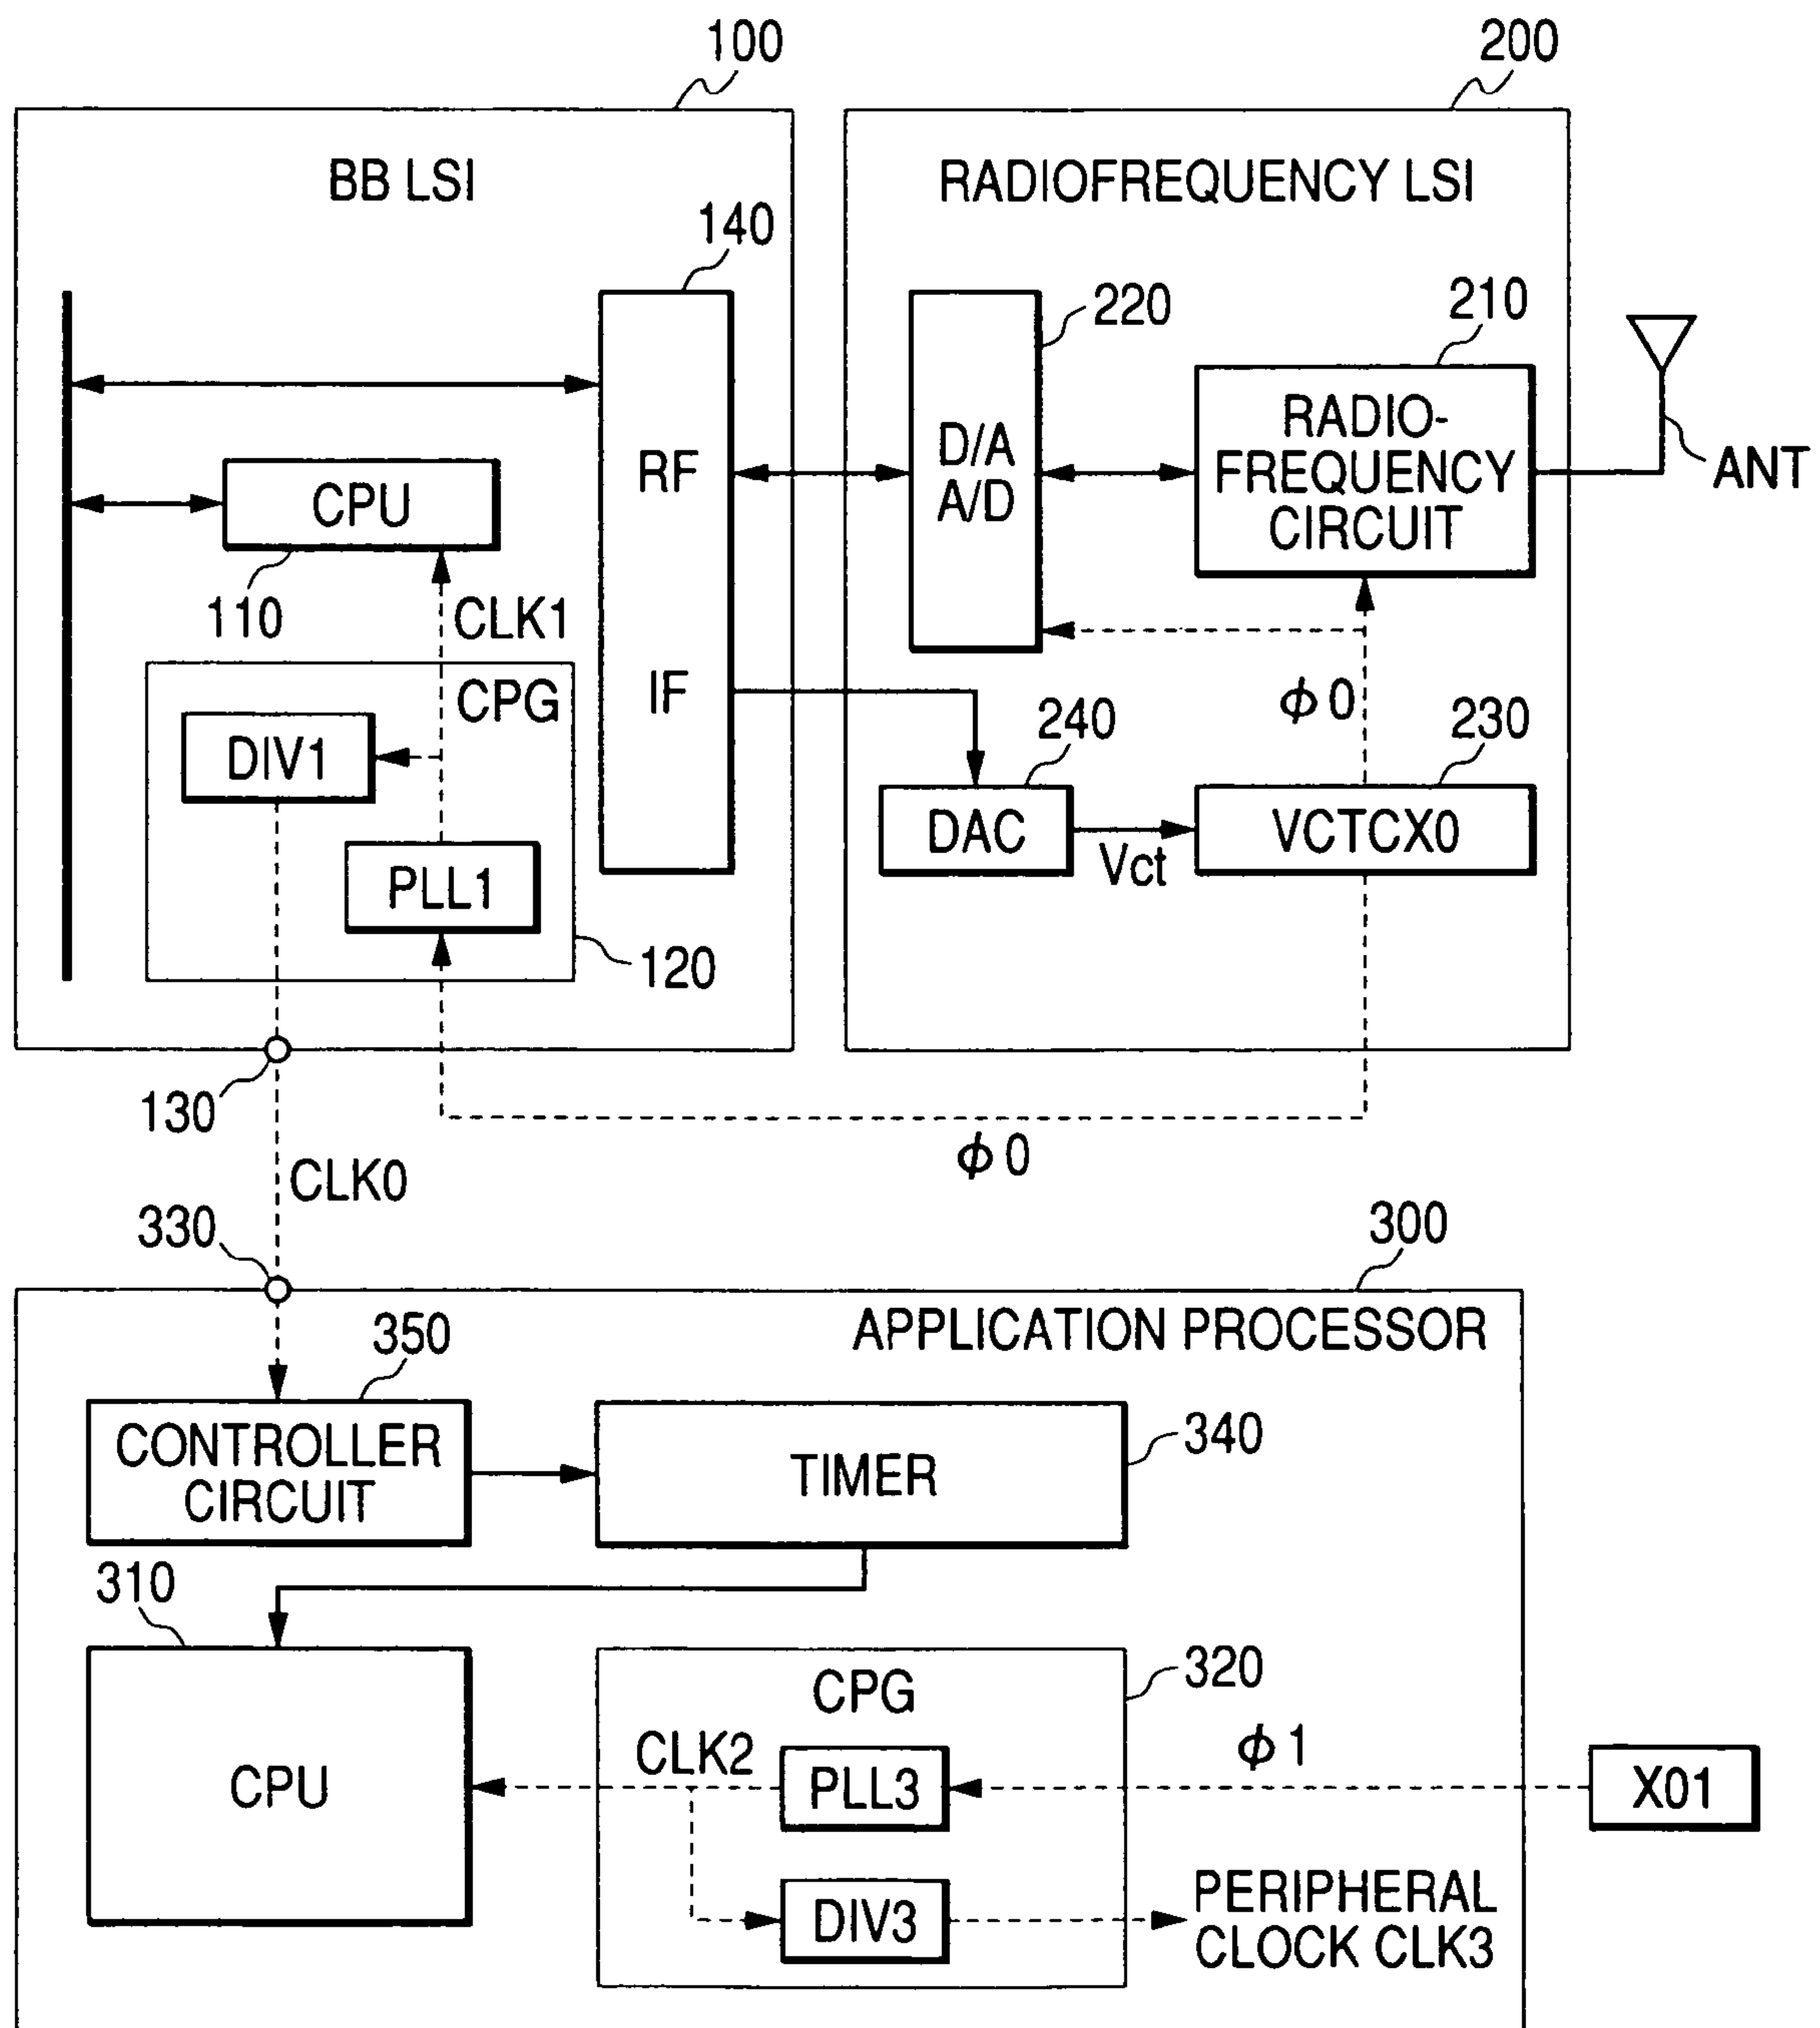 100
200
BB LSI
RADIOFREQUENCY LSI
140
220
210
RADIO-
FREQUENCY
CIRCUIT
D/A
A/D
RF
ANT
CPU
110
CLK1
IF
CPG
φ0
240
230
DIV1
DAC
Vct
VCTCX0
PLL1
120
130
φ0
CLK0
330
300
APPLICATION PROCESSOR
350
CONTROLLER
CIRCUIT
TIMER
340
310
320
CPG
CPU
CLK2
PLL3
φ1
X01
DIV3
PERIPHERAL
CLOCK CLK3